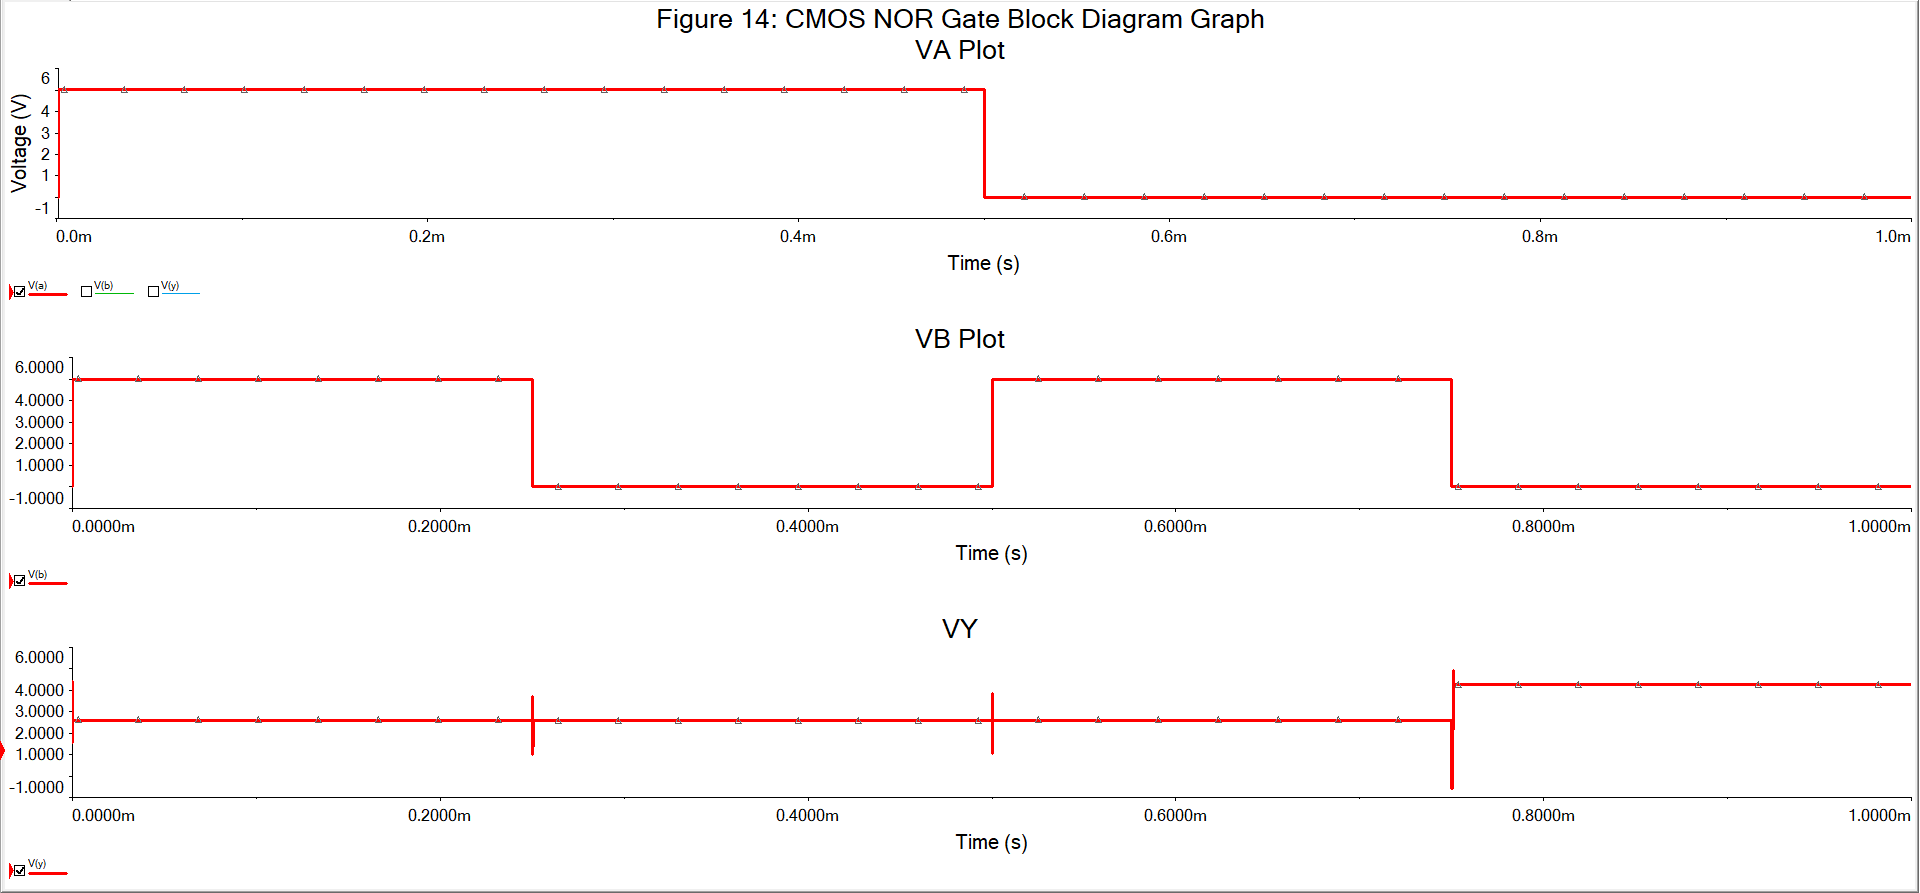 Figure 14: CMOS NOR Gate Block Diagram Graph
VA Plot
Voltage (V)
6
4
3
2
1
-1
0.0m 0.2m 0.4m 0.6m 0.8m 1.0m
Time (s)
V(a) V(b) V(y)
VB Plot
6.0000
4.0000
3.0000
2.0000
1.0000
-1.0000
0.0000m 0.2000m 0.4000m 0.6000m 0.8000m 1.0000m
Time (s)
V(b)
VY
6.0000
4.0000
3.0000
2.0000
1.0000
-1.0000
0.0000m 0.2000m 0.4000m 0.6000m 0.8000m 1.0000m
Time (s)
V(y)